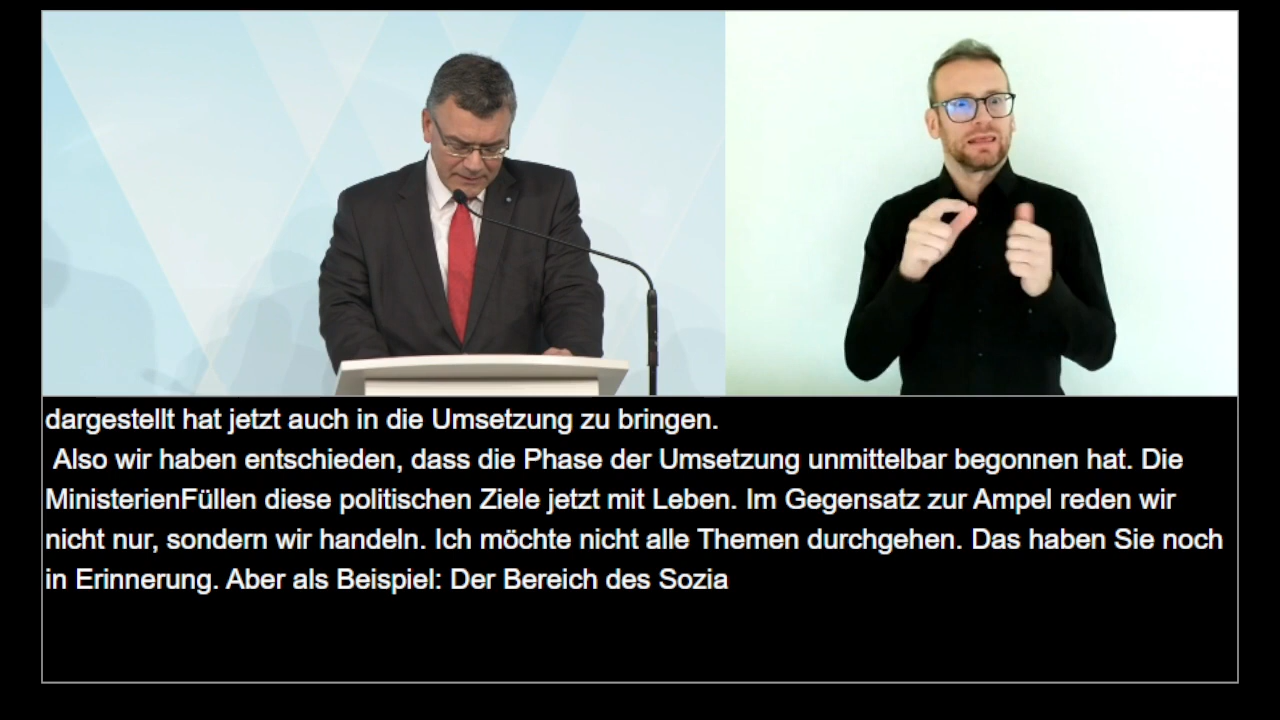 dargestellt hat jetzt auch in die Umsetzung zu bringen.
Also wir haben entschieden, dass die Phase der Umsetzung unmittelbar begonnen hat. Die
MinisterienFüllen diese politischen Ziele jetzt mit Leben. Im Gegensatz zur Ampel reden wir
nicht nur, sondern wir handeln. Ich möchte nicht alle Themen durchgehen. Das haben Sie noch
in Erinnerung. Aber als Beispiel: Der Bereich des Sozia